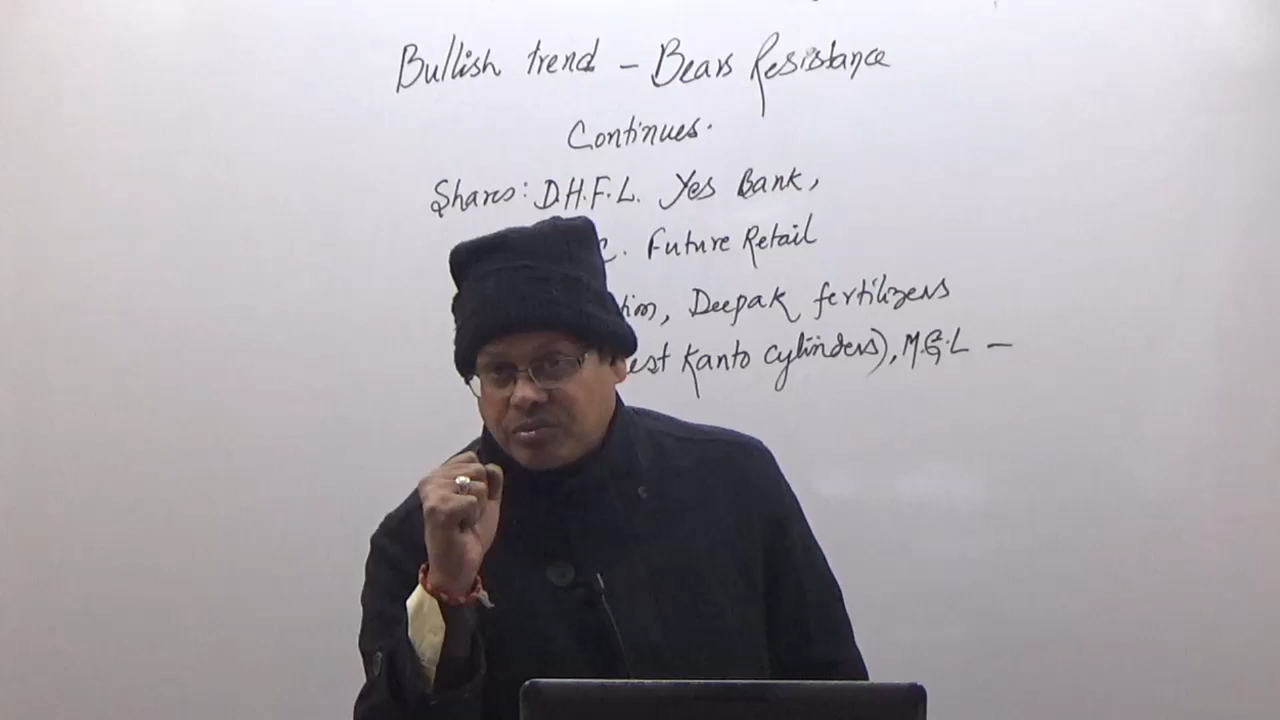 Bullish trend - Bears Resistance
Continues.
Shares: D.H.F.L. Yes Bank,
Future Retail
Deepak fertilizers
Kanto cylinders), M.G.L -